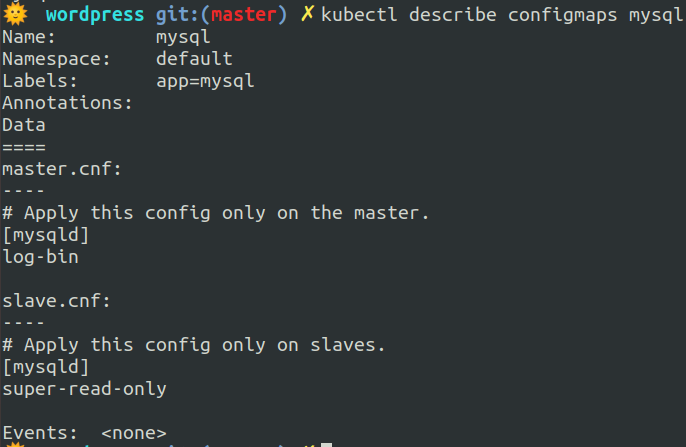 wordpress git:(master) ✗ kubectl describe configmaps mysql
Name:         mysql
Namespace:    default
Labels:       app=mysql
Annotations:
Data
====
master.cnf:
----
# Apply this config only on the master.
[mysqld]
log-bin

slave.cnf:
----
# Apply this config only on slaves.
[mysqld]
super-read-only

Events:  <none>